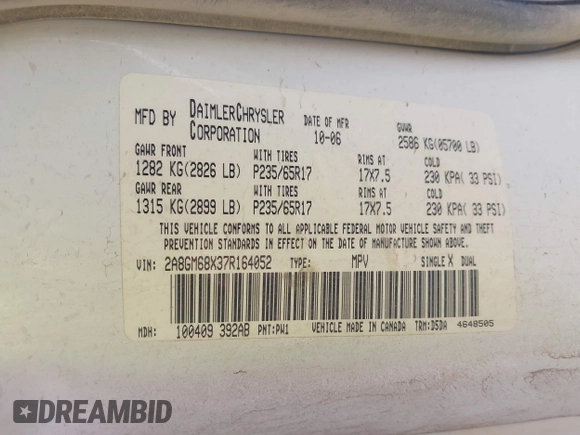 MFD BY DAIMLERCHRYSLER CORPORATION DATE OF MFR 10-06 GVWR 2586 KG(05700 LB)
GAWR FRONT WITH TIRES RIMS AT COLD
1282 KG(2826 LB) P235/65R17 17X7.5 230 KPA( 33 PSI)
GAWR REAR WITH TIRES RIMS AT COLD
1315 KG(2899 LB) P235/65R17 17X7.5 230 KPA( 33 PSI)
THIS VEHICLE CONFORMS TO ALL APPLICABLE FEDERAL MOTOR VEHICLE SAFETY AND THEFT
PREVENTION STANDARDS IN EFFECT ON THE DATE OF MANUFACTURE SHOWN ABOVE.
VIN: 2A8GM68X37R164052 TYPE: MPV SINGLE X DUAL
MDH: 100409 392AB PNT:PW1 VEHICLE MADE IN CANADA TRM:D5DA 4648505
DREAMBID